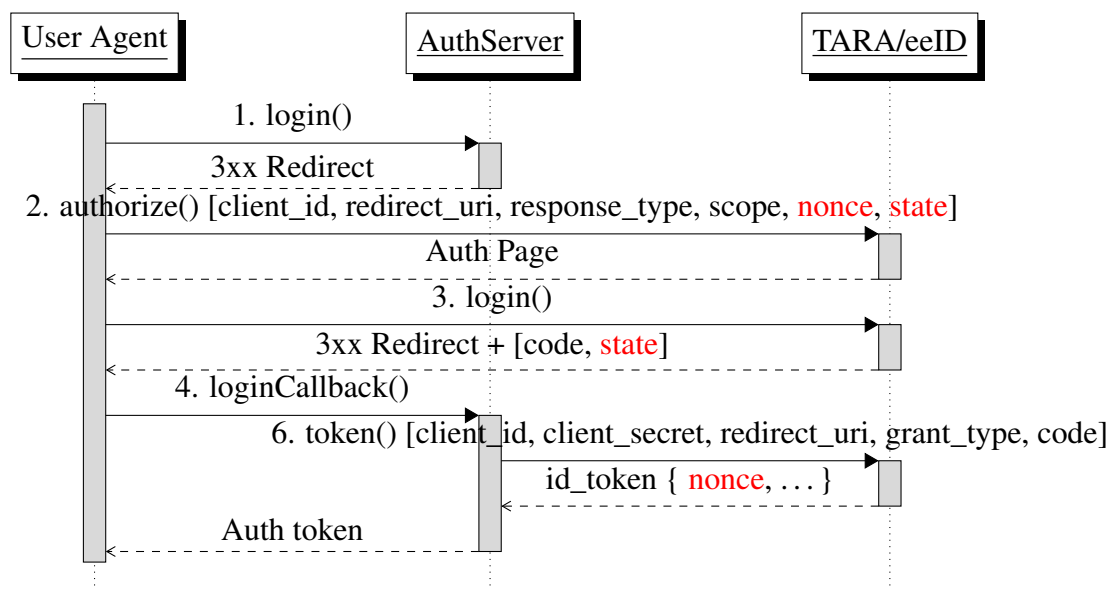 User Agent
AuthServer
TARA/eeID
1. login()
3xx Redirect
2. authorize() [client_id, redirect_uri, response_type, scope, nonce, state]
Auth Page
3. login()
3xx Redirect + [code, state]
4. loginCallback()
6. token() [client_id, client_secret, redirect_uri, grant_type, code]
id_token { nonce, ... }
Auth token